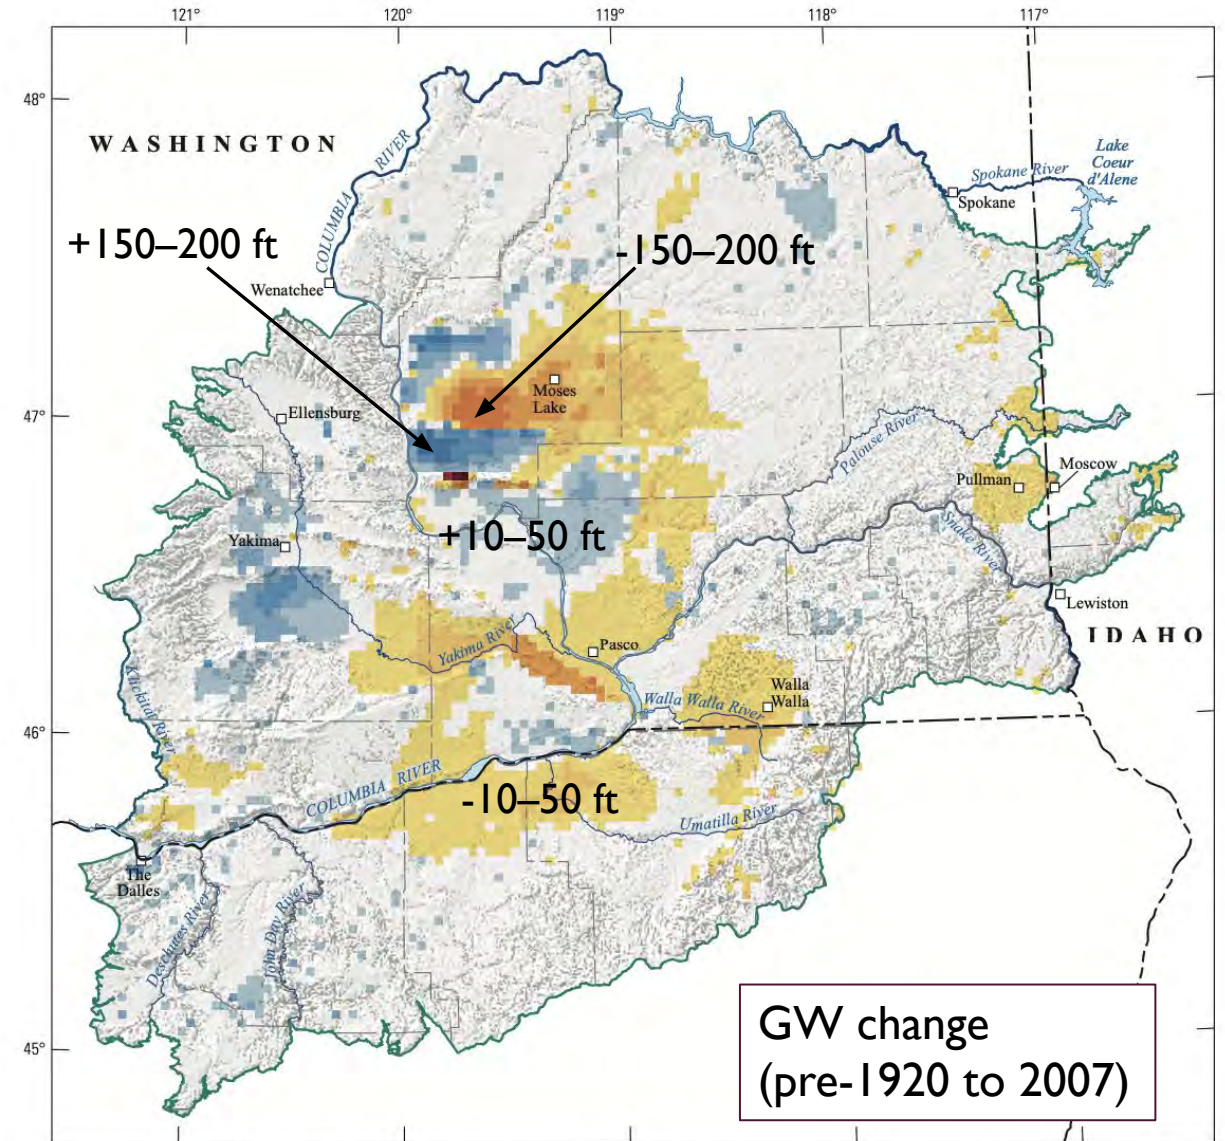 121°
120°
119°
118°
117°
48°
WASHINGTON
COLUMBIA RIVER
Lake
Coeur
d'Alene
Spokane River
Spokane
+150–200 ft
-150–200 ft
Wenatchee
Moses
Lake
47°
Ellensburg
Palouse River
Moscow
Pullman
+10–50 ft
Snake River
Yakima
Lewiston
IDAHO
Yakima River
Pasco
Klickitat River
Walla
Walla
Walla Walla River
46°
COLUMBIA RIVER
-10–50 ft
Umatilla River
The
Dalles
Deschutes River
John Day River
45°
GW change
(pre-1920 to 2007)